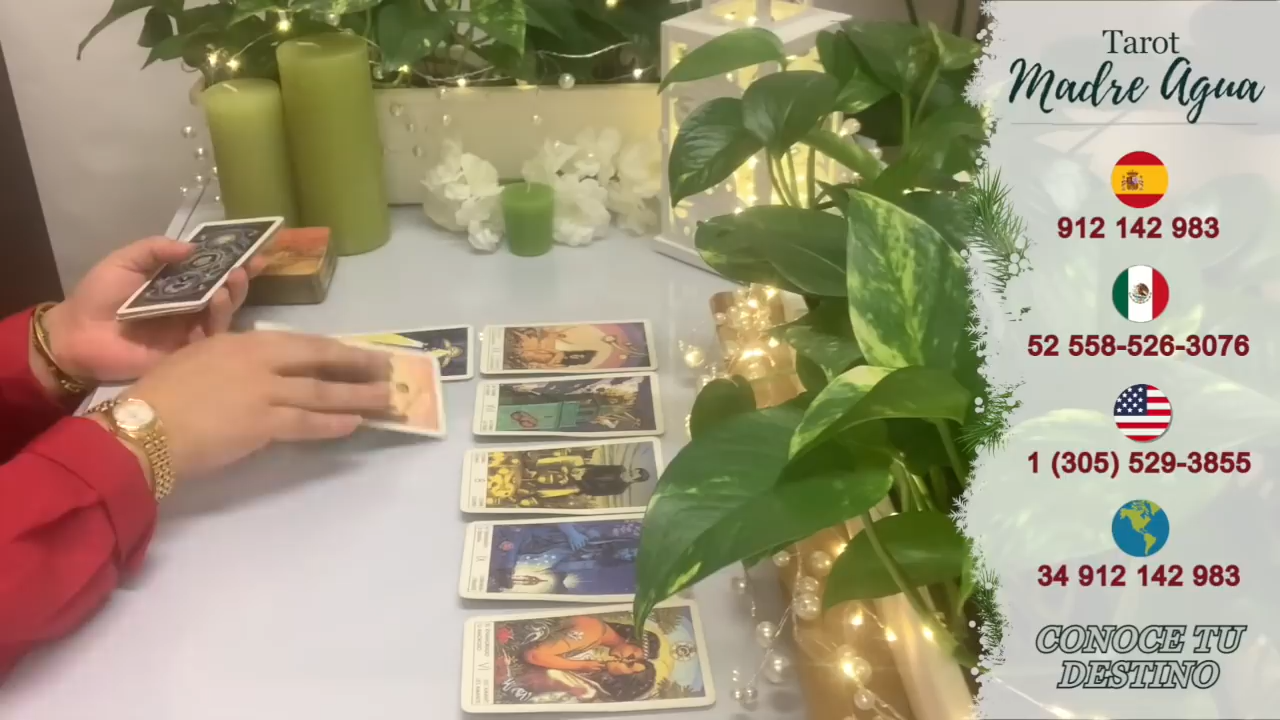 Tarot
Madre Agua
912 142 983
52 558-526-3076
1 (305) 529-3855
34 912 142 983
CONOCE TU
DESTINO
VI